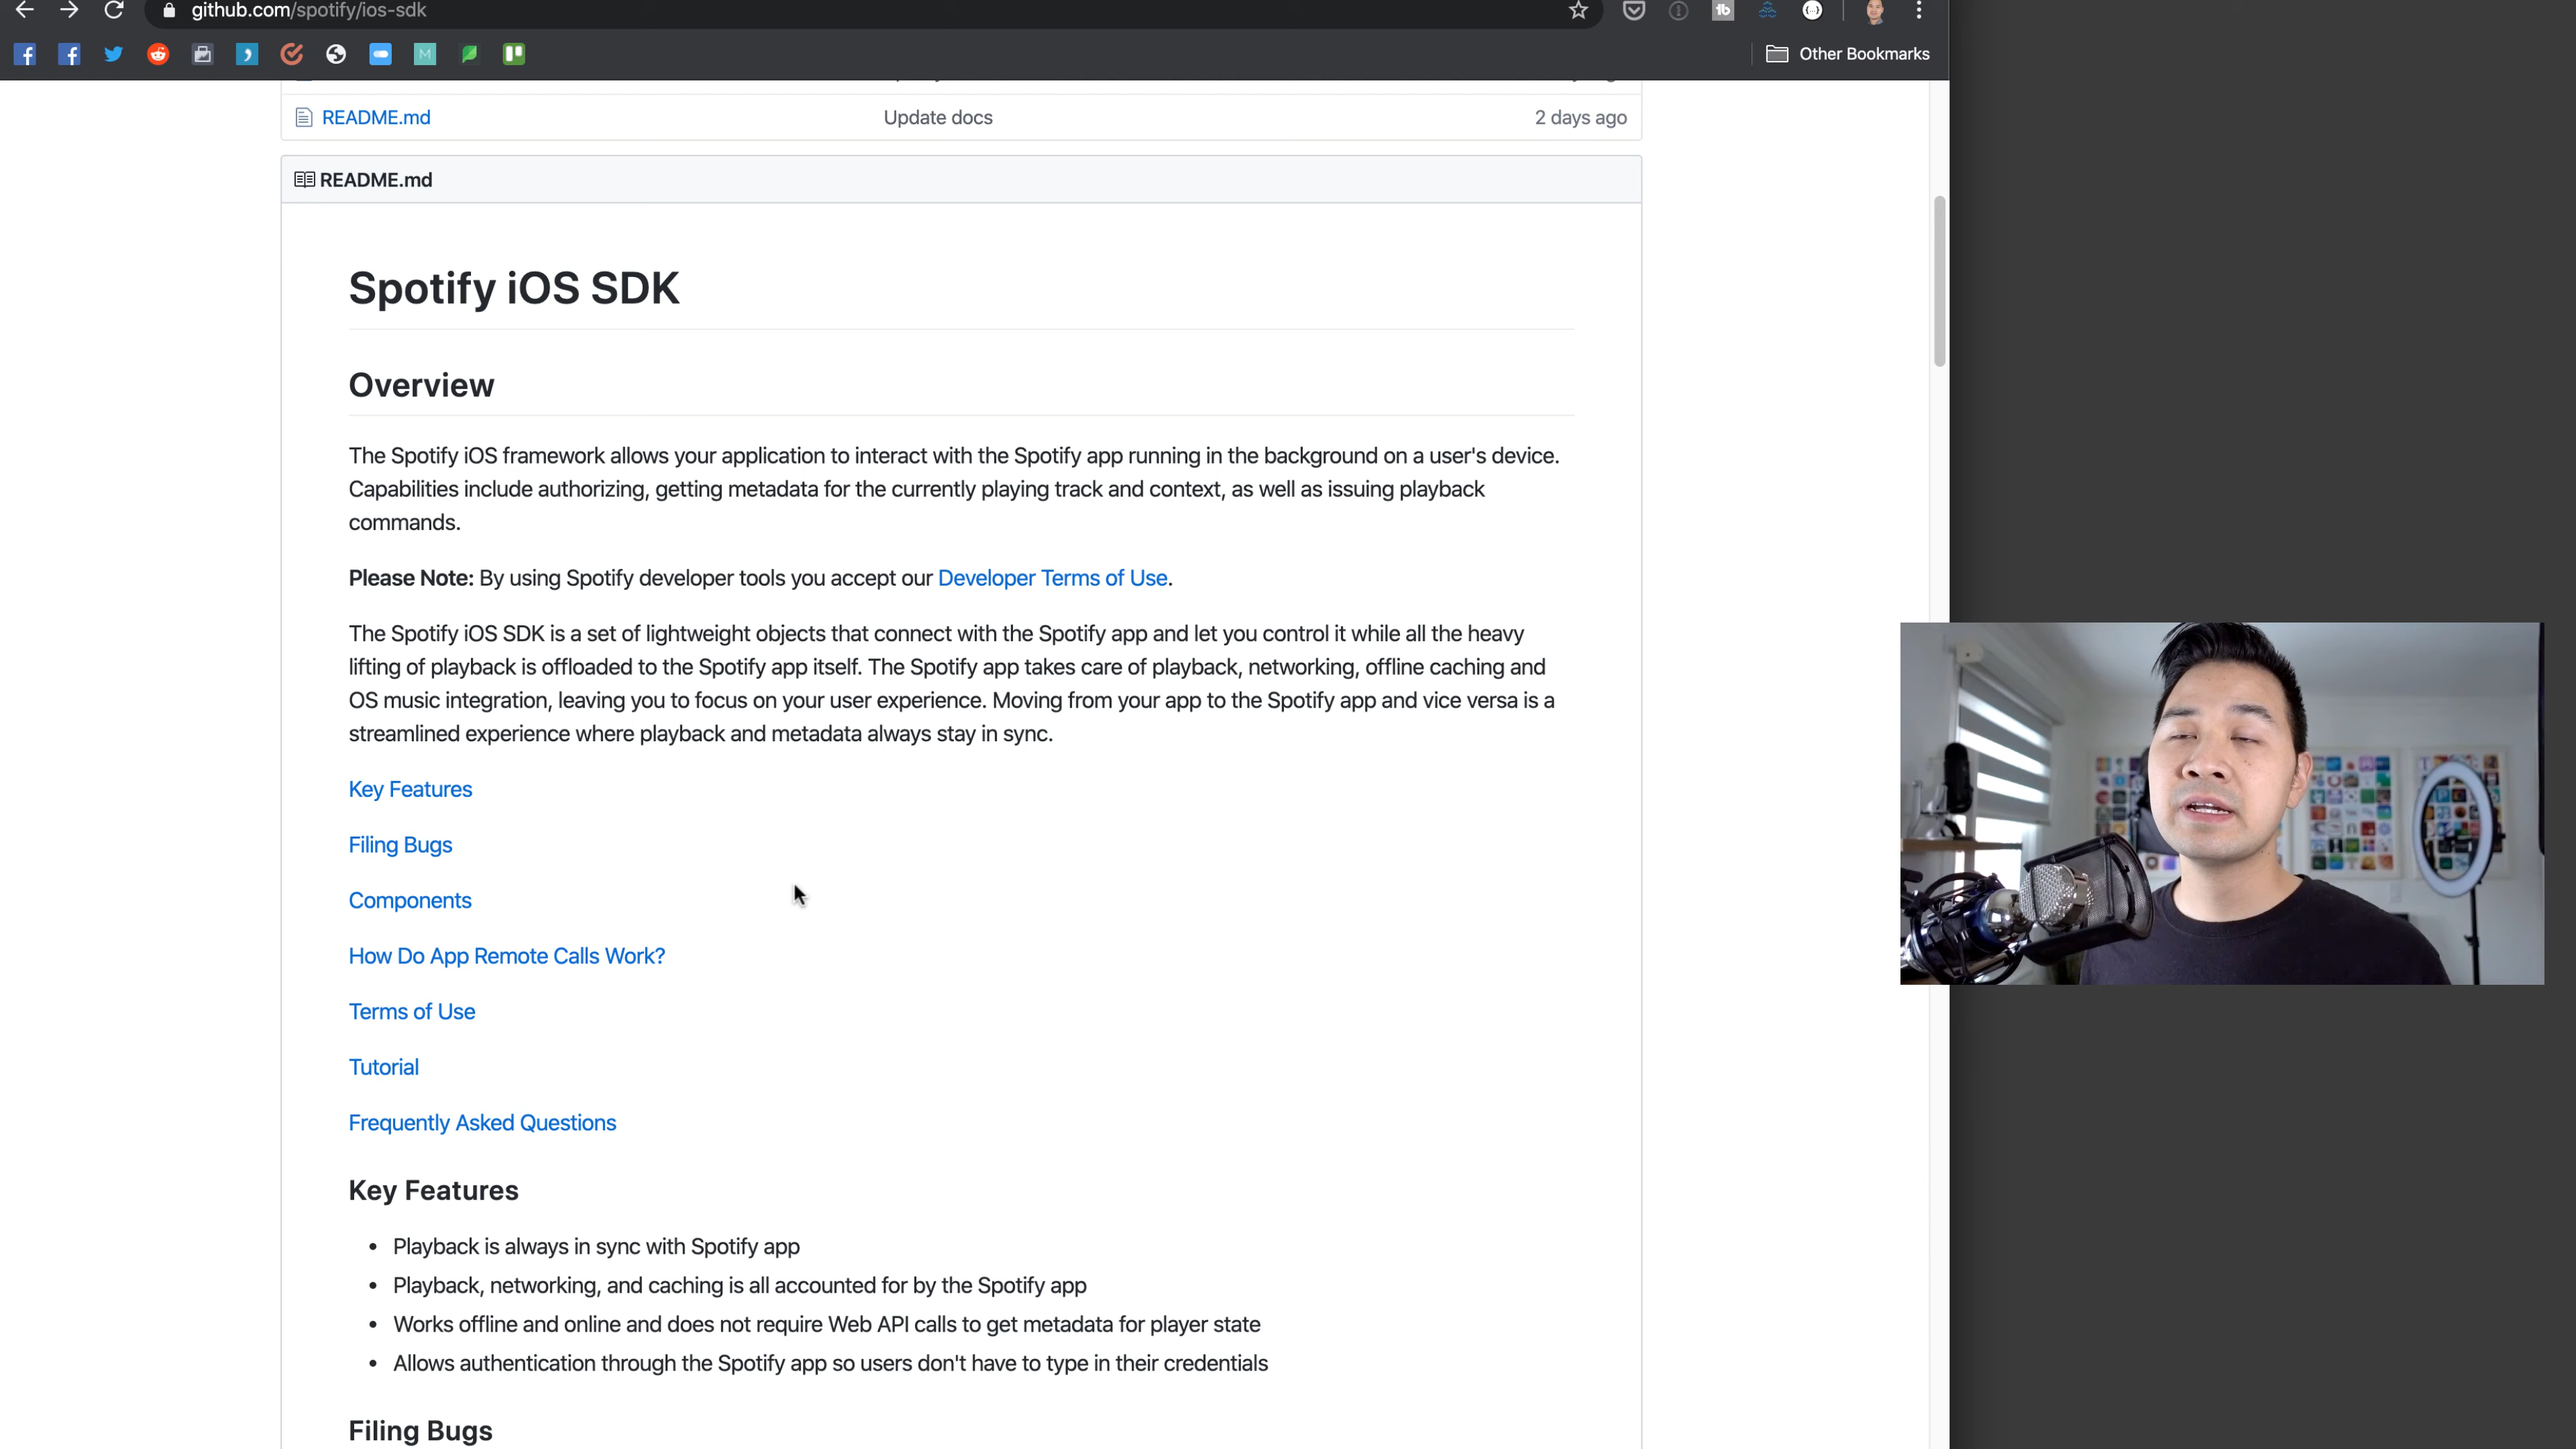 github.com/spotify/ios-sdk
Other Bookmarks
README.md Update docs 2 days ago
README.md
Spotify iOS SDK
Overview
The Spotify iOS framework allows your application to interact with the Spotify app running in the background on a user's device.
Capabilities include authorizing, getting metadata for the currently playing track and context, as well as issuing playback
commands.
Please Note: By using Spotify developer tools you accept our Developer Terms of Use.
The Spotify iOS SDK is a set of lightweight objects that connect with the Spotify app and let you control it while all the heavy
lifting of playback is offloaded to the Spotify app itself. The Spotify app takes care of playback, networking, offline caching and
OS music integration, leaving you to focus on your user experience. Moving from your app to the Spotify app and vice versa is a
streamlined experience where playback and metadata always stay in sync.
Key Features
Filing Bugs
Components
How Do App Remote Calls Work?
Terms of Use
Tutorial
Frequently Asked Questions
Key Features
• Playback is always in sync with Spotify app
• Playback, networking, and caching is all accounted for by the Spotify app
• Works offline and online and does not require Web API calls to get metadata for player state
• Allows authentication through the Spotify app so users don't have to type in their credentials
Filing Bugs